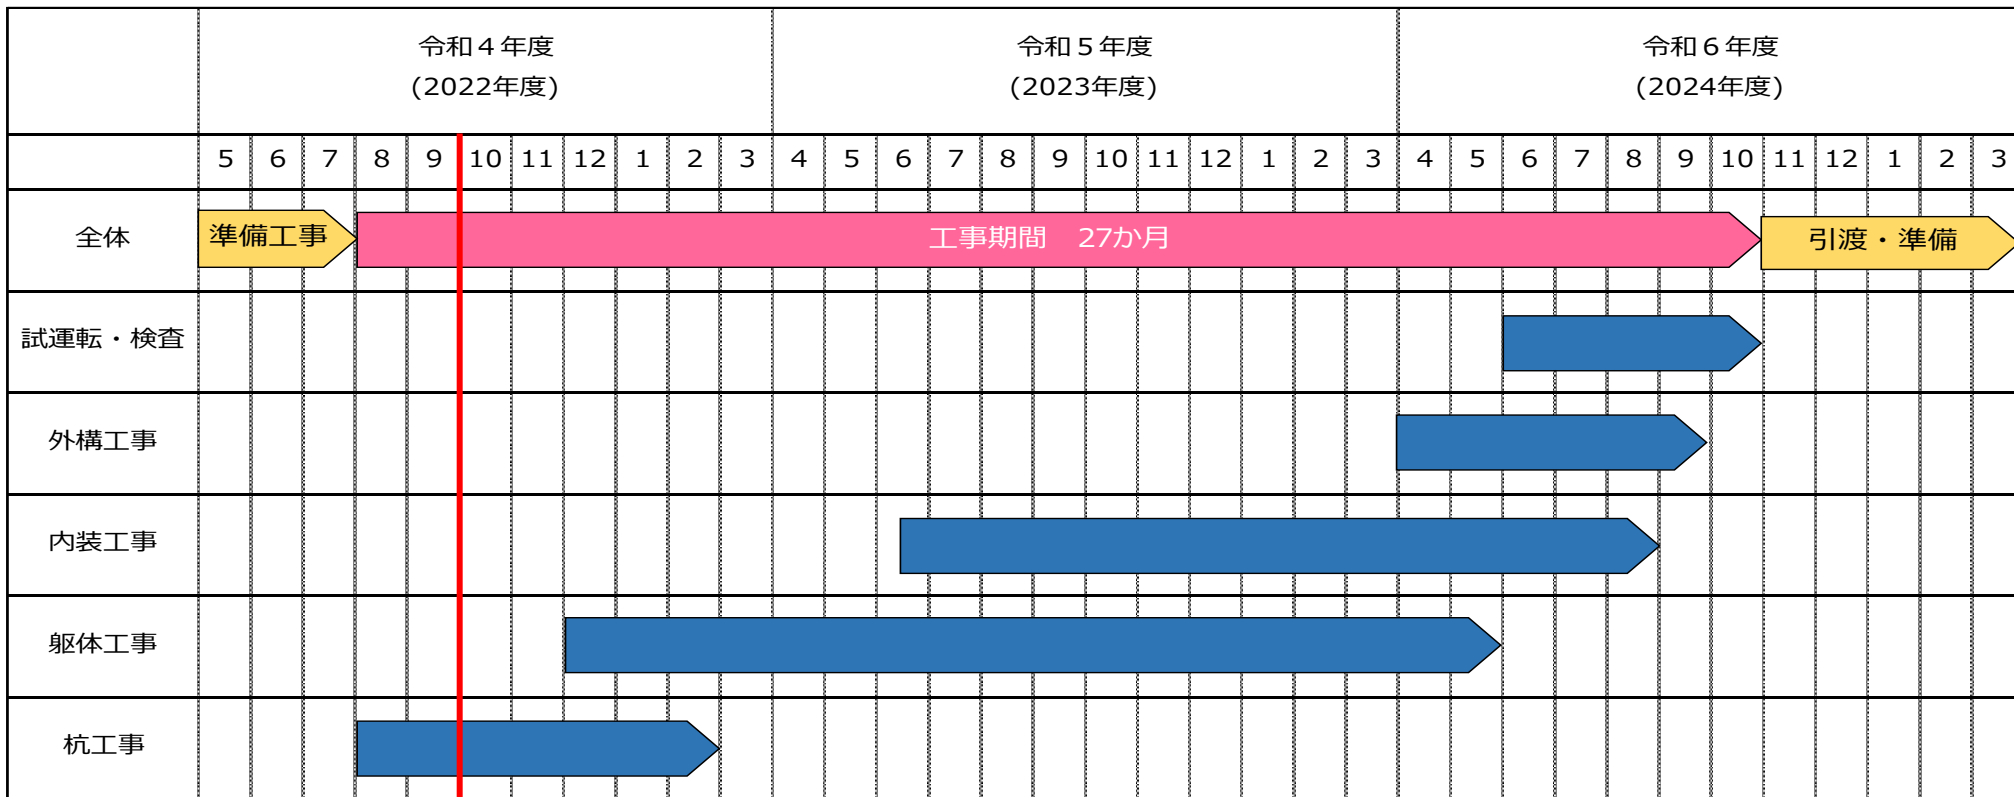 令和４年度
(2022年度)
令和５年度
(2023年度)
令和６年度
(2024年度)
5 6 7 8 9 10 11 12 1 2 3 4 5 6 7 8 9 10 11 12 1 2 3 4 5 6 7 8 9 10 11 12 1 2 3
全体 準備工事 工事期間　27か月 引渡・準備
試運転・検査
外構工事
内装工事
躯体工事
杭工事